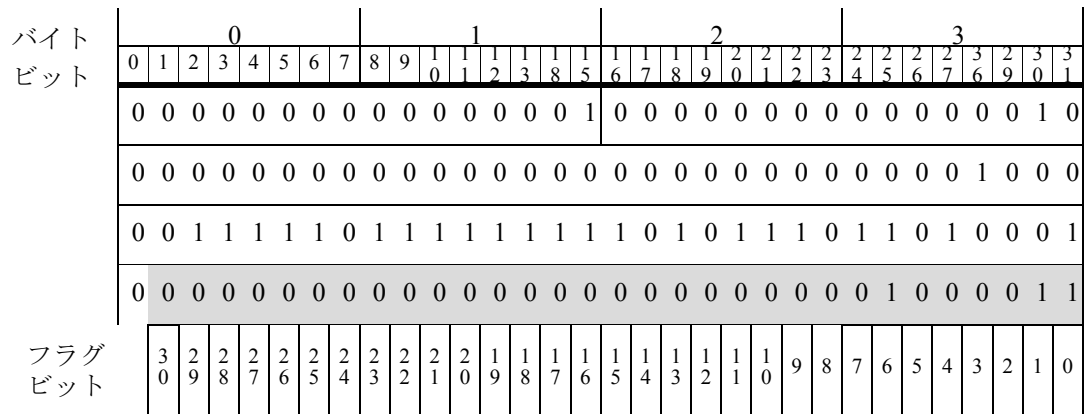 バイト 0 1 2 3
ビット 0 1 2 3 4 5 6 7 8 9 10 11 12 13 18 15 16 17 18 19 20 21 22 23 24 25 26 27 36 29 30 31
0 0 0 0 0 0 0 0 0 0 0 0 0 0 0 1 0 0 0 0 0 0 0 0 0 0 0 0 0 0 1 0
0 0 0 0 0 0 0 0 0 0 0 0 0 0 0 0 0 0 0 0 0 0 0 0 0 0 0 0 1 0 0 0
0 0 1 1 1 1 1 0 1 1 1 1 1 1 1 1 1 0 1 0 1 1 1 0 1 1 0 1 0 0 0 1
0 0 0 0 0 0 0 0 0 0 0 0 0 0 0 0 0 0 0 0 0 0 0 0 0 1 0 0 0 0 1 1
フラグ
ビット 30 29 28 27 26 25 24 23 22 21 20 19 18 17 16 15 14 13 12 11 10 9 8 7 6 5 4 3 2 1 0